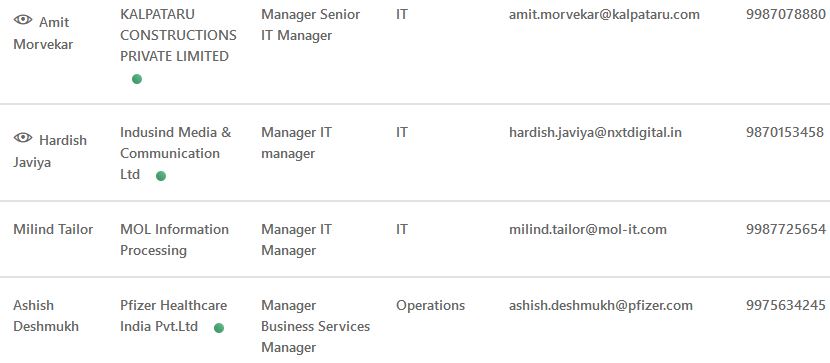 Amit Morvekar KALPATARU CONSTRUCTIONS PRIVATE LIMITED Manager Senior IT Manager IT amit.morvekar@kalpataru.com 9987078880
Hardish Javiya Indusind Media & Communication Ltd Manager IT manager IT hardish.javiya@nxtdigital.in 9870153458
Milind Tailor MOL Information Processing Manager IT Manager IT milind.tailor@mol-it.com 9987725654
Ashish Deshmukh Pfizer Healthcare India Pvt.Ltd Manager Business Services Manager Operations ashish.deshmukh@pfizer.com 9975634245